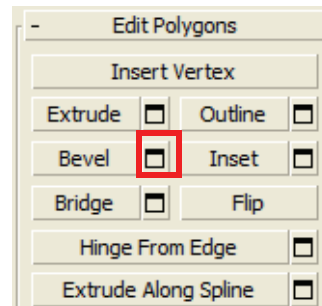 - Edit Polygons
Insert Vertex
Extrude Outline
Bevel Inset
Bridge Flip
Hinge From Edge
Extrude Along Spline